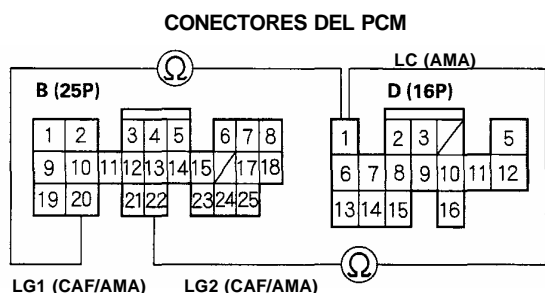 CONECTORES DEL PCM
Ω
LC (AMA)
B (25P)
D (16P)
1 2 3 4 5 6 7 8
9 10 11 12 13 14 15 17 18
19 20 21 22 23 24 25
1 2 3 5
6 7 8 9 10 11 12
13 14 15 16
Ω
LG1 (CAF/AMA) LG2 (CAF/AMA)